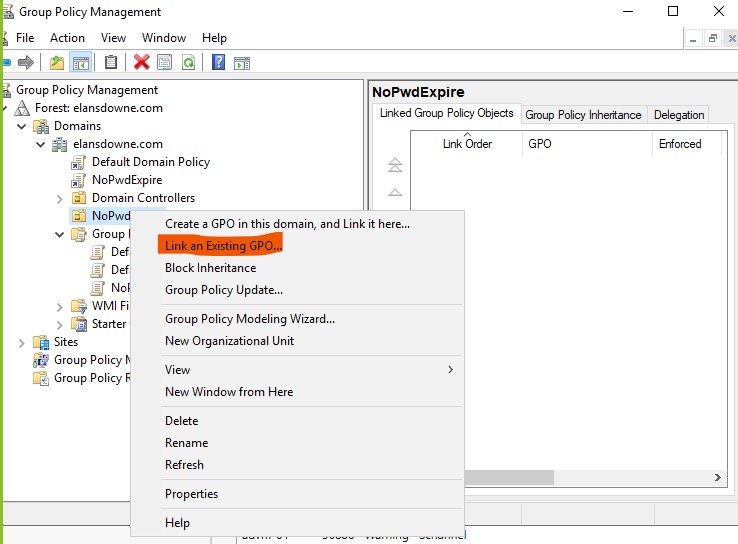 Group Policy Management
File Action View Window Help
Group Policy Management
Forest: elansdowne.com
Domains
elansdowne.com
Default Domain Policy
NoPwdExpire
Domain Controllers
NoPwd
Group
WMI Fi
Starter
Sites
Group Policy M
Group Policy R
Create a GPO in this domain, and Link it here...
Link an Existing GPO...
Block Inheritance
Group Policy Update...
Group Policy Modeling Wizard...
New Organizational Unit
View
New Window from Here
Delete
Rename
Refresh
Properties
Help
NoPwdExpire
Linked Group Policy Objects Group Policy Inheritance Delegation
Link Order GPO Enforced